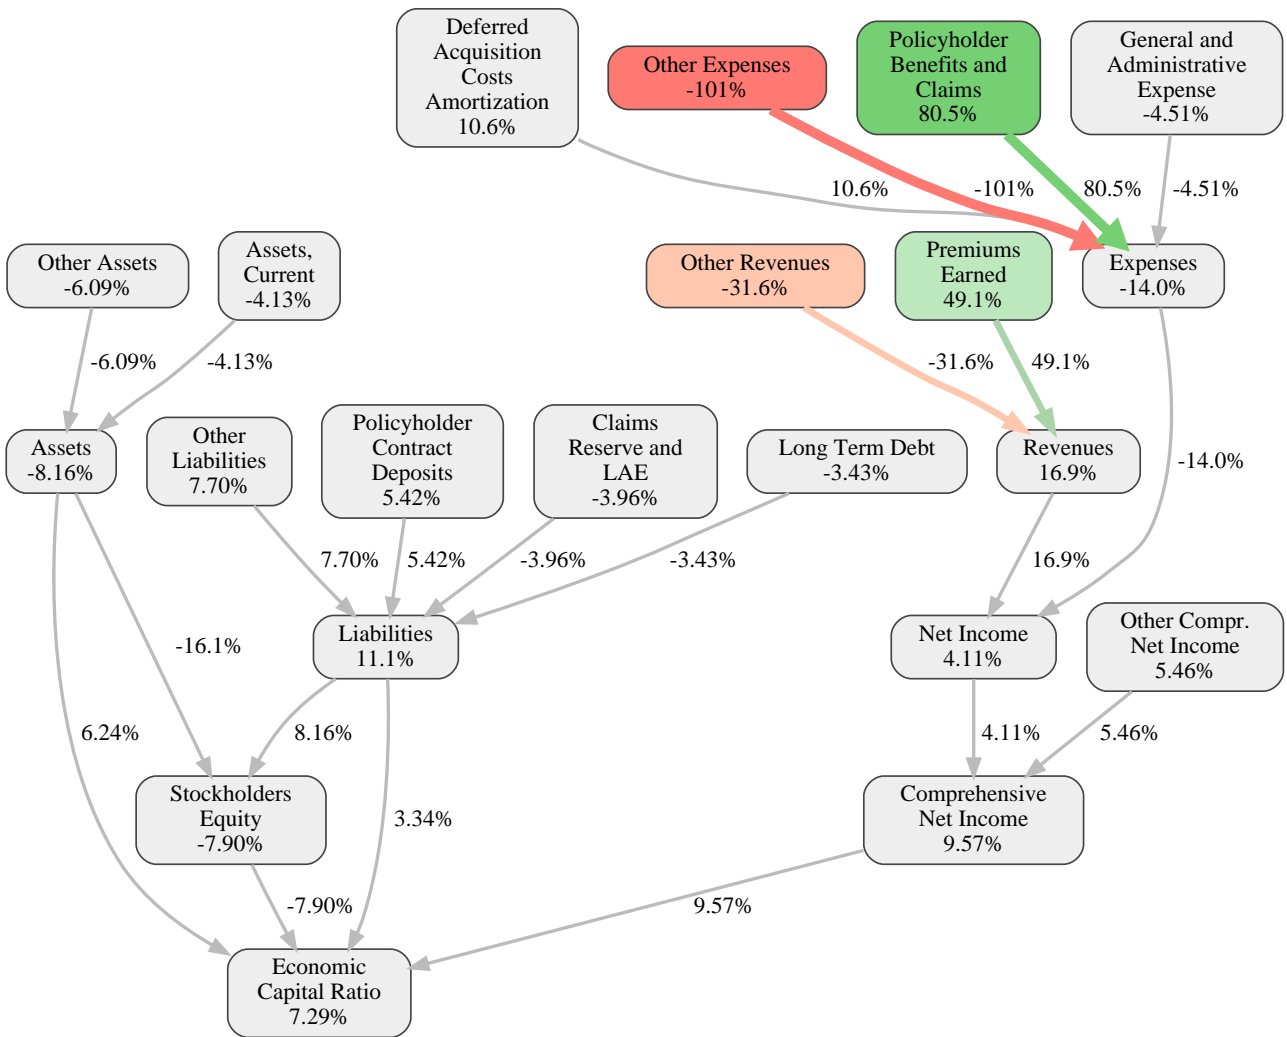 Deferred
Acquisition
Costs
Amortization
10.6%
Other Expenses
-101%
Policyholder
Benefits and
Claims
80.5%
General and
Administrative
Expense
-4.51%
10.6%
-101%
80.5%
-4.51%
Other Assets
-6.09%
Assets,
Current
-4.13%
Other Revenues
-31.6%
Premiums
Earned
49.1%
Expenses
-14.0%
-6.09%
-4.13%
-31.6%
49.1%
Assets
-8.16%
Other
Liabilities
7.70%
Policyholder
Contract
Deposits
5.42%
Claims
Reserve and
LAE
-3.96%
Long Term Debt
-3.43%
Revenues
16.9%
-14.0%
7.70%
5.42%
-3.96%
-3.43%
16.9%
-16.1%
Liabilities
11.1%
Net Income
4.11%
Other Compr.
Net Income
5.46%
6.24%
8.16%
4.11%
5.46%
Stockholders
Equity
-7.90%
3.34%
Comprehensive
Net Income
9.57%
-7.90%
9.57%
Economic
Capital Ratio
7.29%